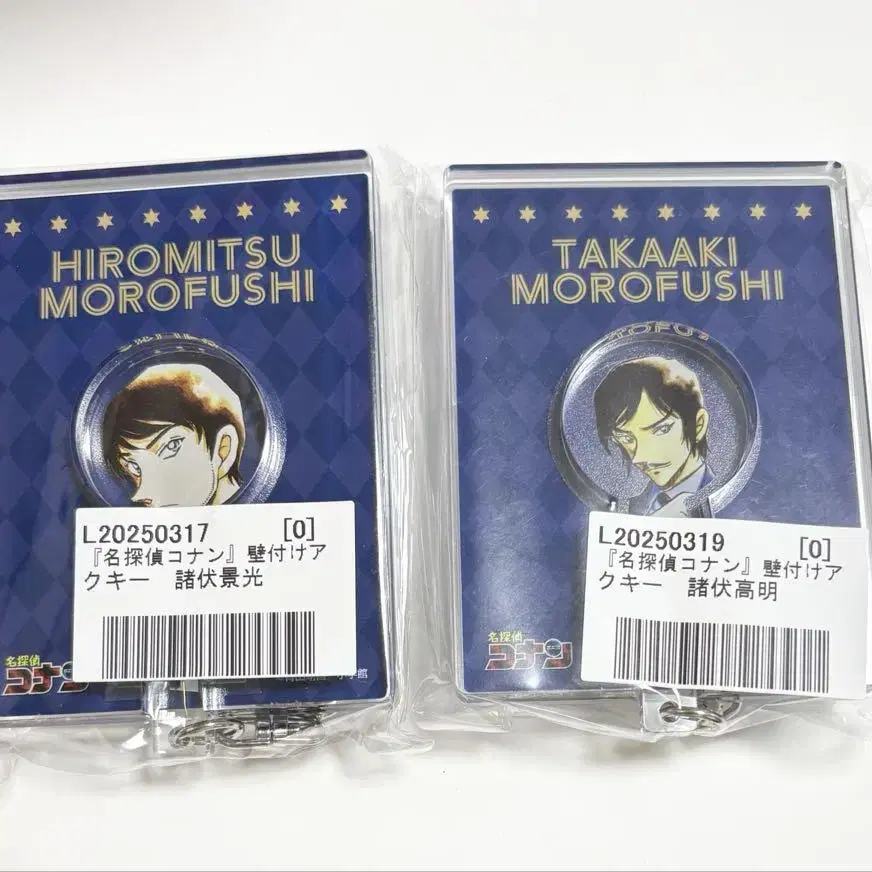 HIROMITSU
MOROFUSHI
L20250317 [0]
『名探偵コナン』壁付けア
クキー 諸伏景光
名探偵
コナン
TAKAAKI
MOROFUSHI
L20250319 [0]
『名探偵コナン』壁付けア
クキー 諸伏高明
名探偵
コナン